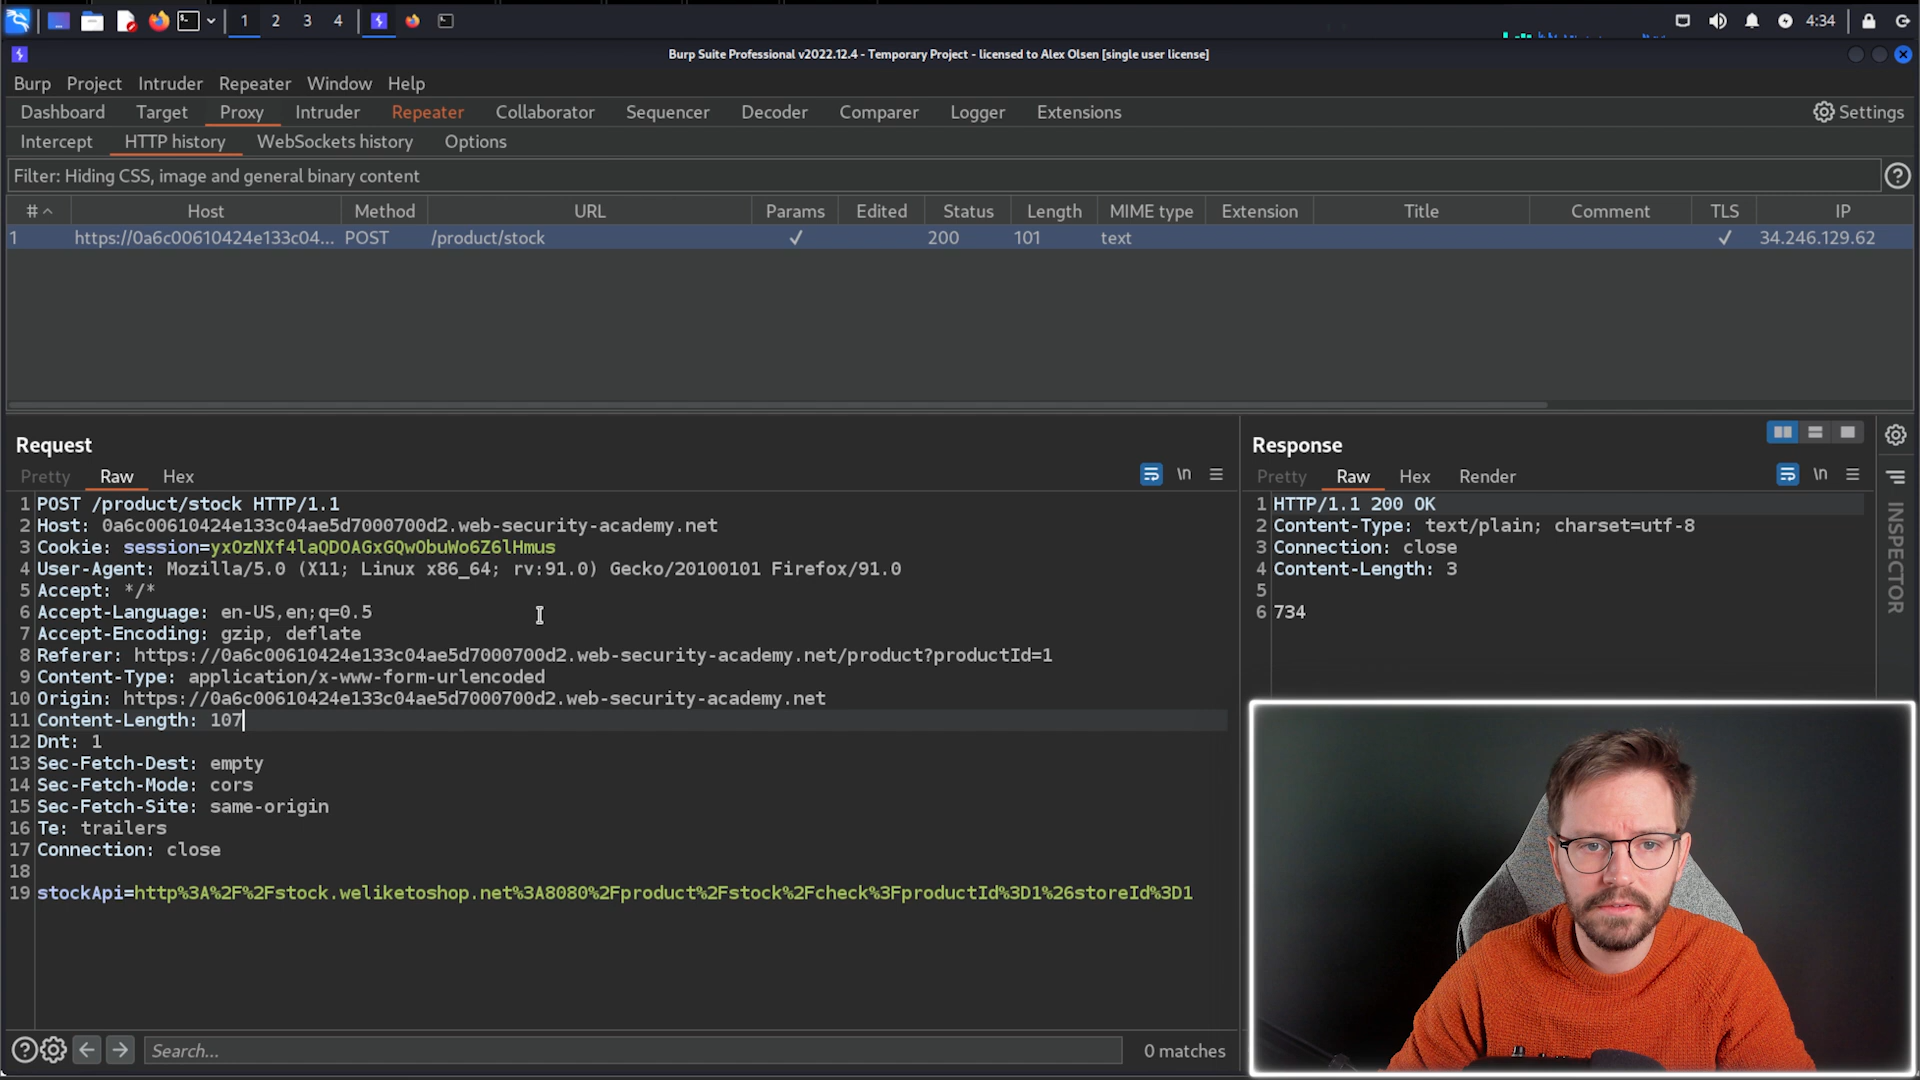 1 2 3 4 4:34
Burp Suite Professional v2022.12.4 - Temporary Project - licensed to Alex Olsen [single user license]
Burp Project Intruder Repeater Window Help
Dashboard Target Proxy Intruder Repeater Collaborator Sequencer Decoder Comparer Logger Extensions Settings
Intercept HTTP history WebSockets history Options
Filter: Hiding CSS, image and general binary content
# Host Method URL Params Edited Status Length MIME type Extension Title Comment TLS IP
1 https://0a6c00610424e133c04... POST /product/stock ✓ 200 101 text ✓ 34.246.129.62
Request
Pretty Raw Hex \n
1 POST /product/stock HTTP/1.1
2 Host: 0a6c00610424e133c04ae5d7000700d2.web-security-academy.net
3 Cookie: session=yxOzNXf4laQDOAGxGQwObuWo6Z6lHmus
4 User-Agent: Mozilla/5.0 (X11; Linux x86_64; rv:91.0) Gecko/20100101 Firefox/91.0
5 Accept: */*
6 Accept-Language: en-US,en;q=0.5
7 Accept-Encoding: gzip, deflate
8 Referer: https://0a6c00610424e133c04ae5d7000700d2.web-security-academy.net/product?productId=1
9 Content-Type: application/x-www-form-urlencoded
10 Origin: https://0a6c00610424e133c04ae5d7000700d2.web-security-academy.net
11 Content-Length: 107
12 Dnt: 1
13 Sec-Fetch-Dest: empty
14 Sec-Fetch-Mode: cors
15 Sec-Fetch-Site: same-origin
16 Te: trailers
17 Connection: close
18
19 stockApi=http%3A%2F%2Fstock.weliketoshop.net%3A8080%2Fproduct%2Fstock%2Fcheck%3FproductId%3D1%26storeId%3D1
Search...
0 matches
Response
Pretty Raw Hex Render \n
1 HTTP/1.1 200 OK
2 Content-Type: text/plain; charset=utf-8
3 Connection: close
4 Content-Length: 3
5
6 734
INSPECTOR